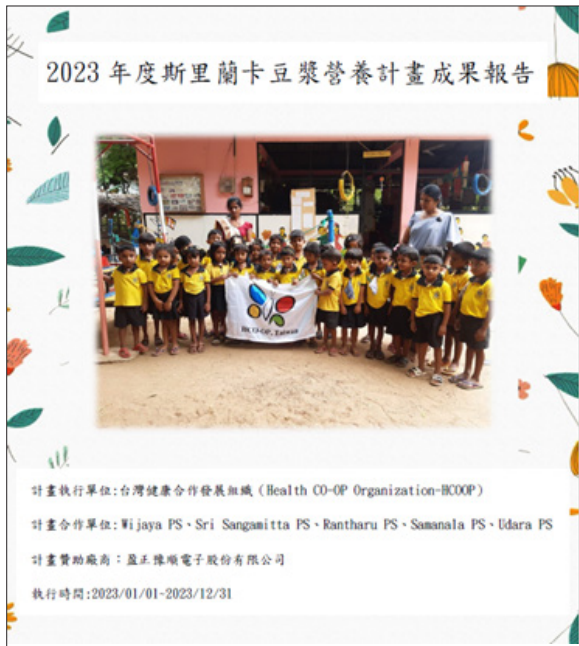 2023 年度斯里蘭卡豆漿營養計畫成果報告
HCO-OP, Taiwan
計畫執行單位:台灣健康合作發展組織 (Health CO-OP Organization-HCOOP)
計畫合作單位:Wijaya PS、Sri Sangamitta PS、Rantharu PS、Samanala PS、Udara PS
計畫贊助廠商：盈正豫順電子股份有限公司
執行時間:2023/01/01-2023/12/31